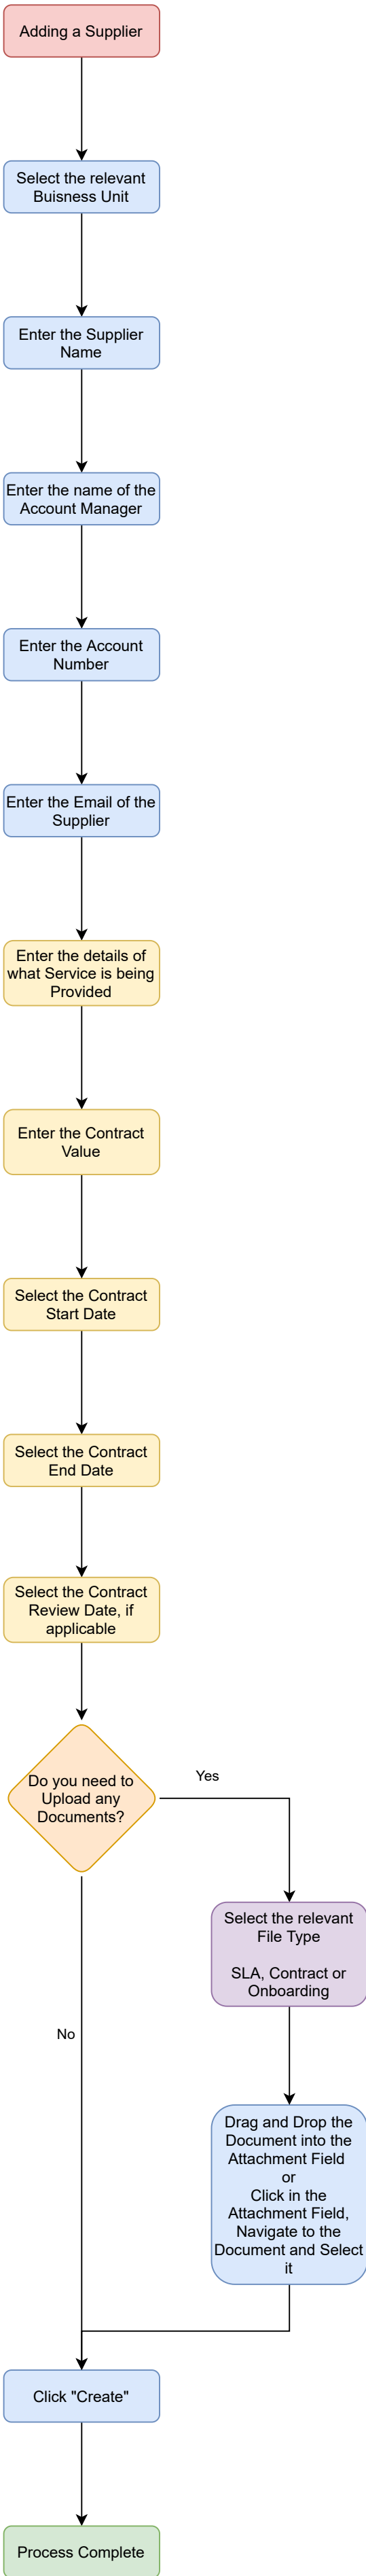 Adding a Supplier
Select the relevant
Buisness Unit
Enter the Supplier
Name
Enter the name of the
Account Manager
Enter the Account
Number
Enter the Email of the
Supplier
Enter the details of
what Service is being
Provided
Enter the Contract
Value
Select the Contract
Start Date
Select the Contract
End Date
Select the Contract
Review Date, if
applicable
Do you need to
Upload any
Documents?
Yes
Select the relevant
File Type
SLA, Contract or
Onboarding
No
Drag and Drop the
Document into the
Attachment Field
or
Click in the
Attachment Field,
Navigate to the
Document and Select
it
Click "Create"
Process Complete